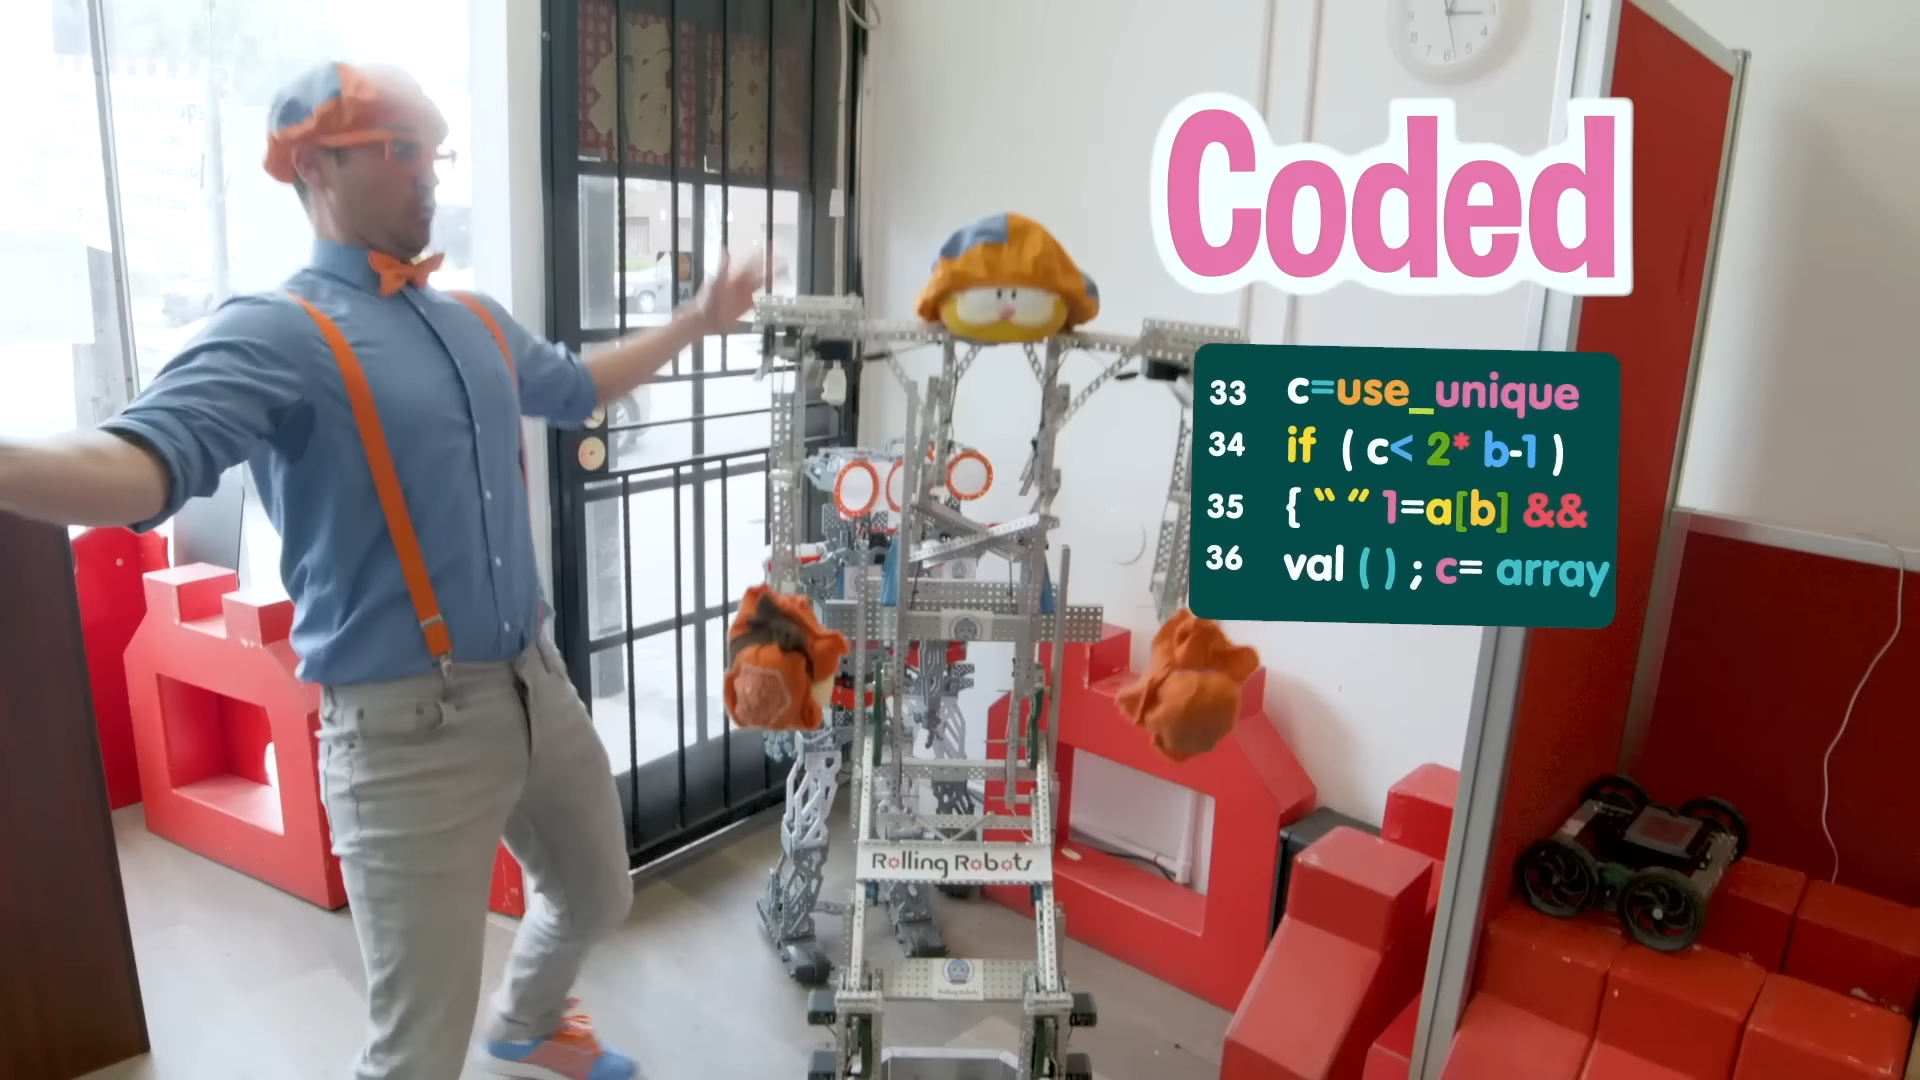 Coded
33 c=use_unique
34 if ( c< 2* b-1 )
35 { “ ” 1=a[b] &&
36 val ( ) ; c= array
Rolling Robots